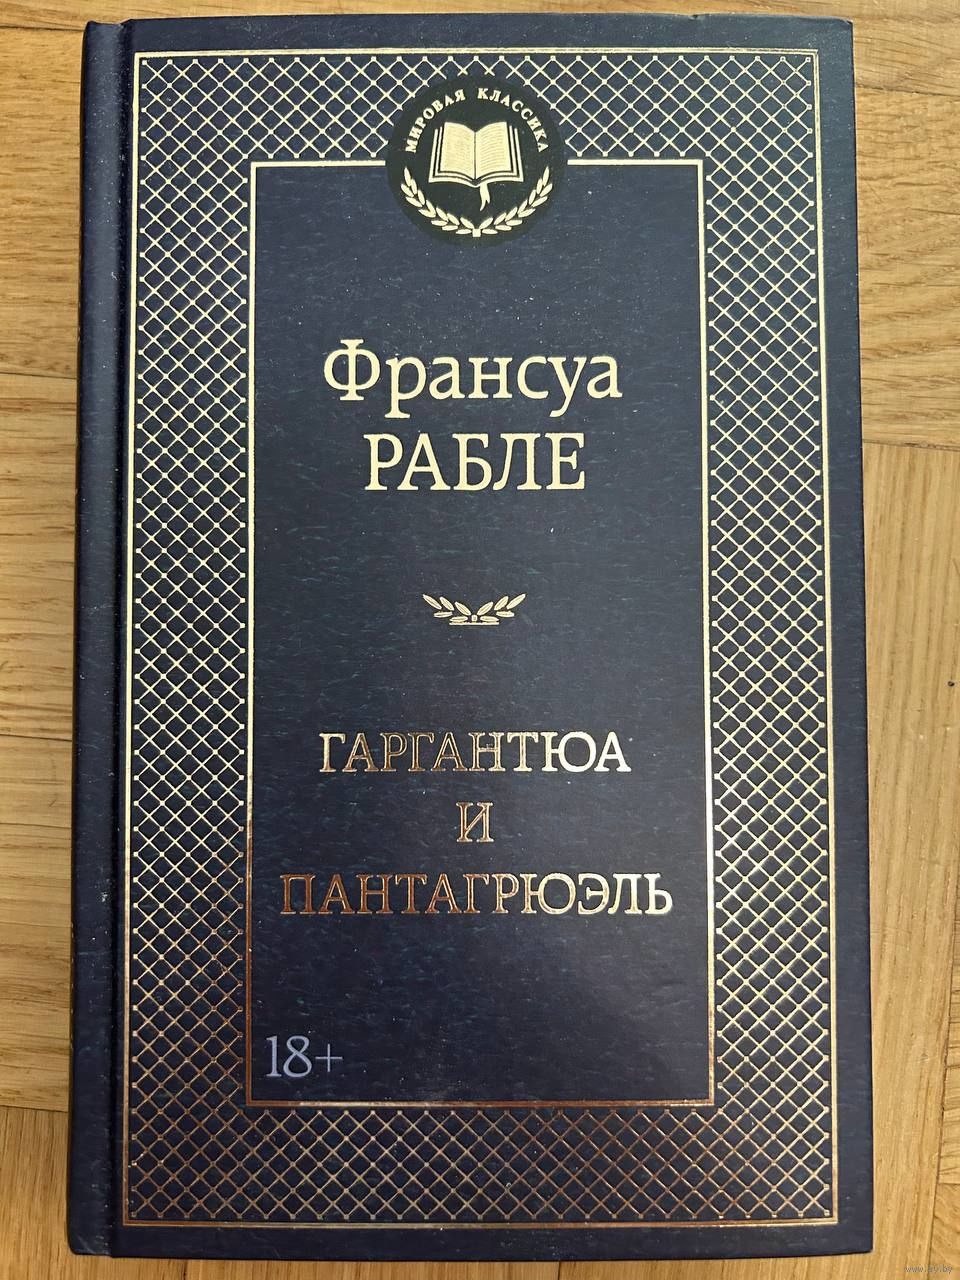 МИРОВАЯ КЛАССИКА
Франсуа
РАБЛЕ
ГАРГАНТЮА
И
ПАНТАГРЮЭЛЬ
18+